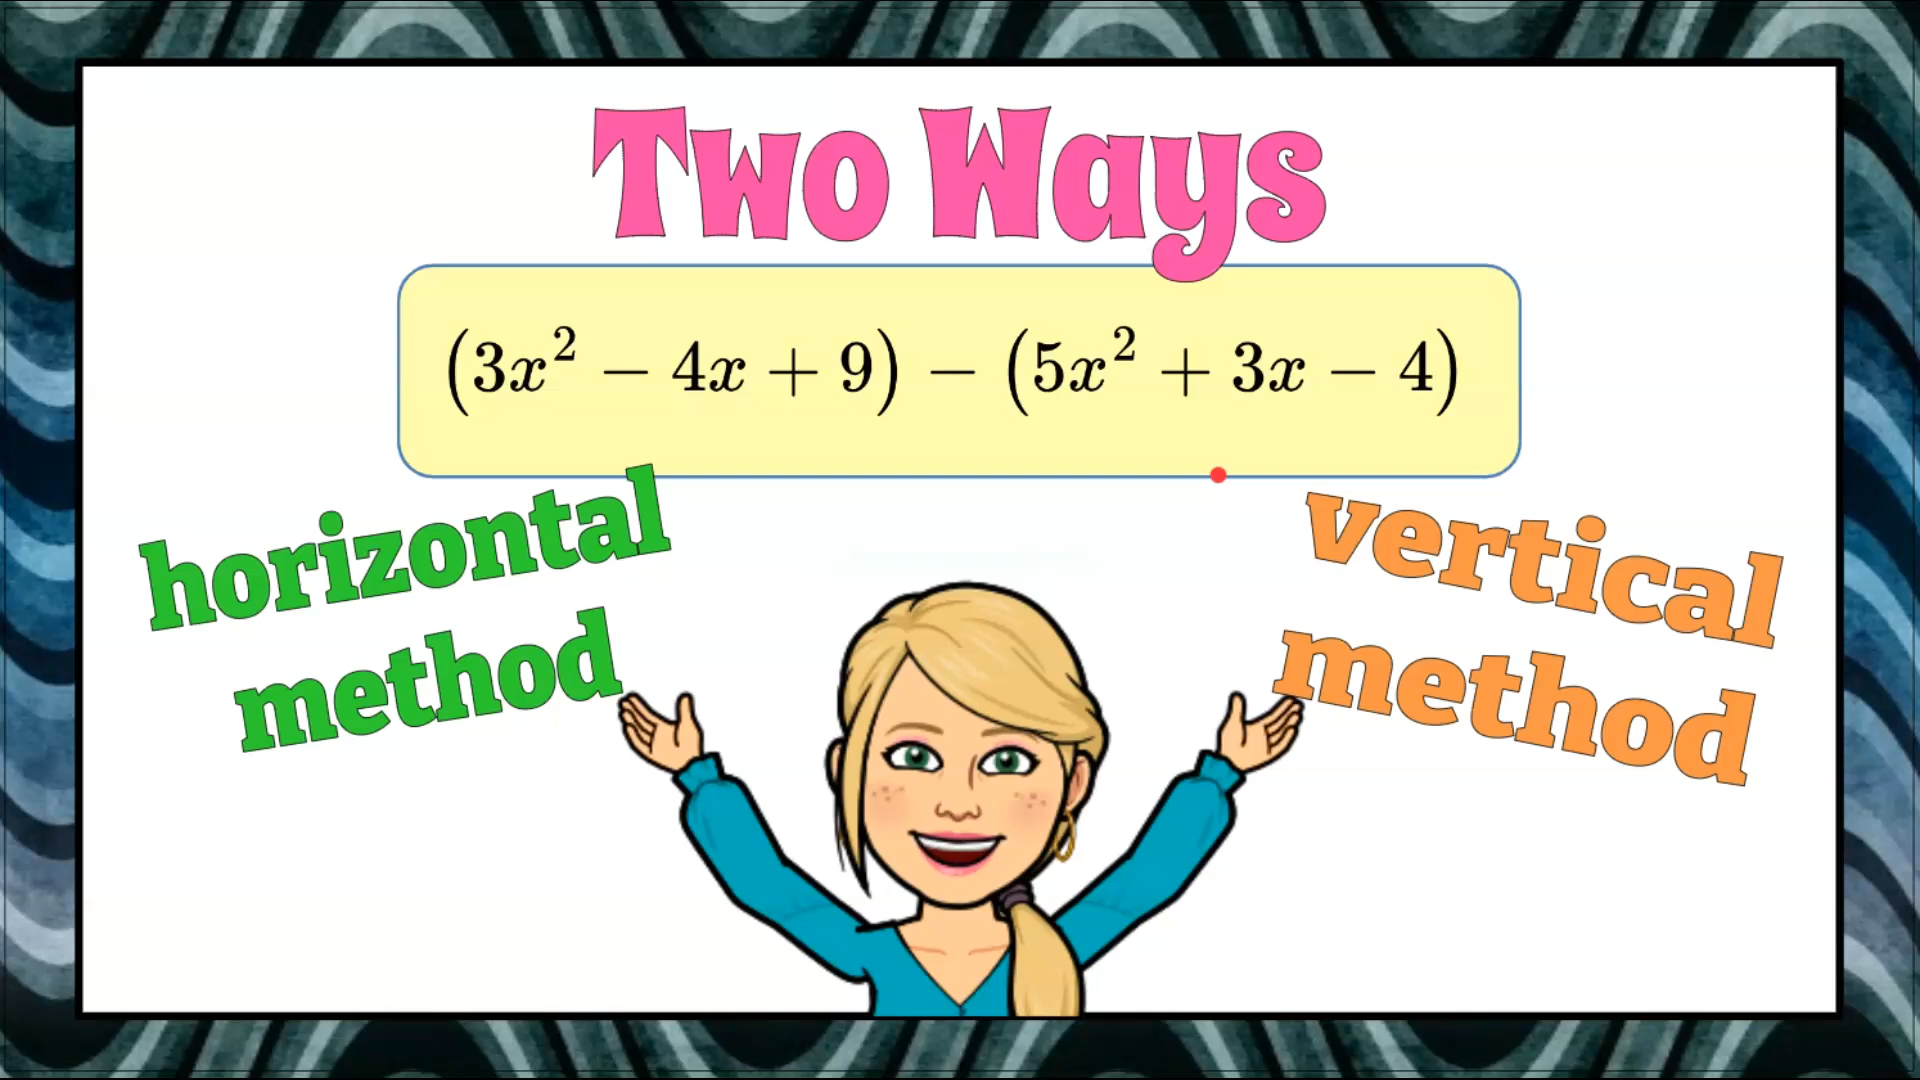 Two Ways
(3x² − 4x + 9) − (5x² + 3x − 4)
horizontal
method
vertical
method